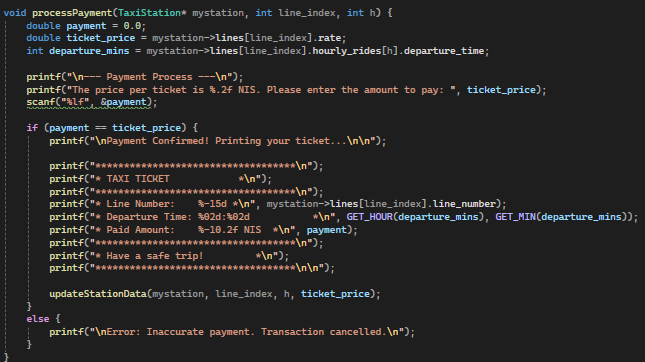 void processPayment(TaxiStation* mystation, int line_index, int h) {
    double payment = 0.0;
    double ticket_price = mystation->lines[line_index].rate;
    int departure_mins = mystation->lines[line_index].hourly_rides[h].departure_time;

    printf("\n--- Payment Process ---\n");
    printf("The price per ticket is %.2f NIS. Please enter the amount to pay: ", ticket_price);
    scanf("%lf", &payment);

    if (payment == ticket_price) {
        printf("\nPayment Confirmed! Printing your ticket...\n\n");

        printf("***********************************\n");
        printf("* TAXI TICKET            *\n");
        printf("***********************************\n");
        printf("* Line Number:    %-15d *\n", mystation->lines[line_index].line_number);
        printf("* Departure Time: %02d:%02d           *\n", GET_HOUR(departure_mins), GET_MIN(departure_mins));
        printf("* Paid Amount:    %-10.2f NIS  *\n", payment);
        printf("***********************************\n");
        printf("* Have a safe trip!         *\n");
        printf("***********************************\n\n");

        updateStationData(mystation, line_index, h, ticket_price);
    }
    else {
        printf("\nError: Inaccurate payment. Transaction cancelled.\n");
    }
}